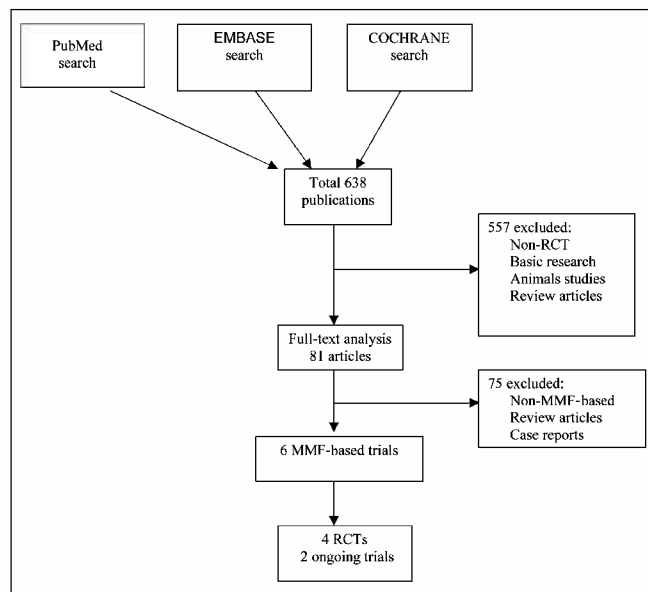 PubMed
search
EMBASE
search
COCHRANE
search
Total 638
publications
557 excluded:
Non-RCT
Basic research
Animals studies
Review articles
Full-text analysis
81 articles
75 excluded:
Non-MMF-based
Review articles
Case reports
6 MMF-based trials
4 RCTs
2 ongoing trials